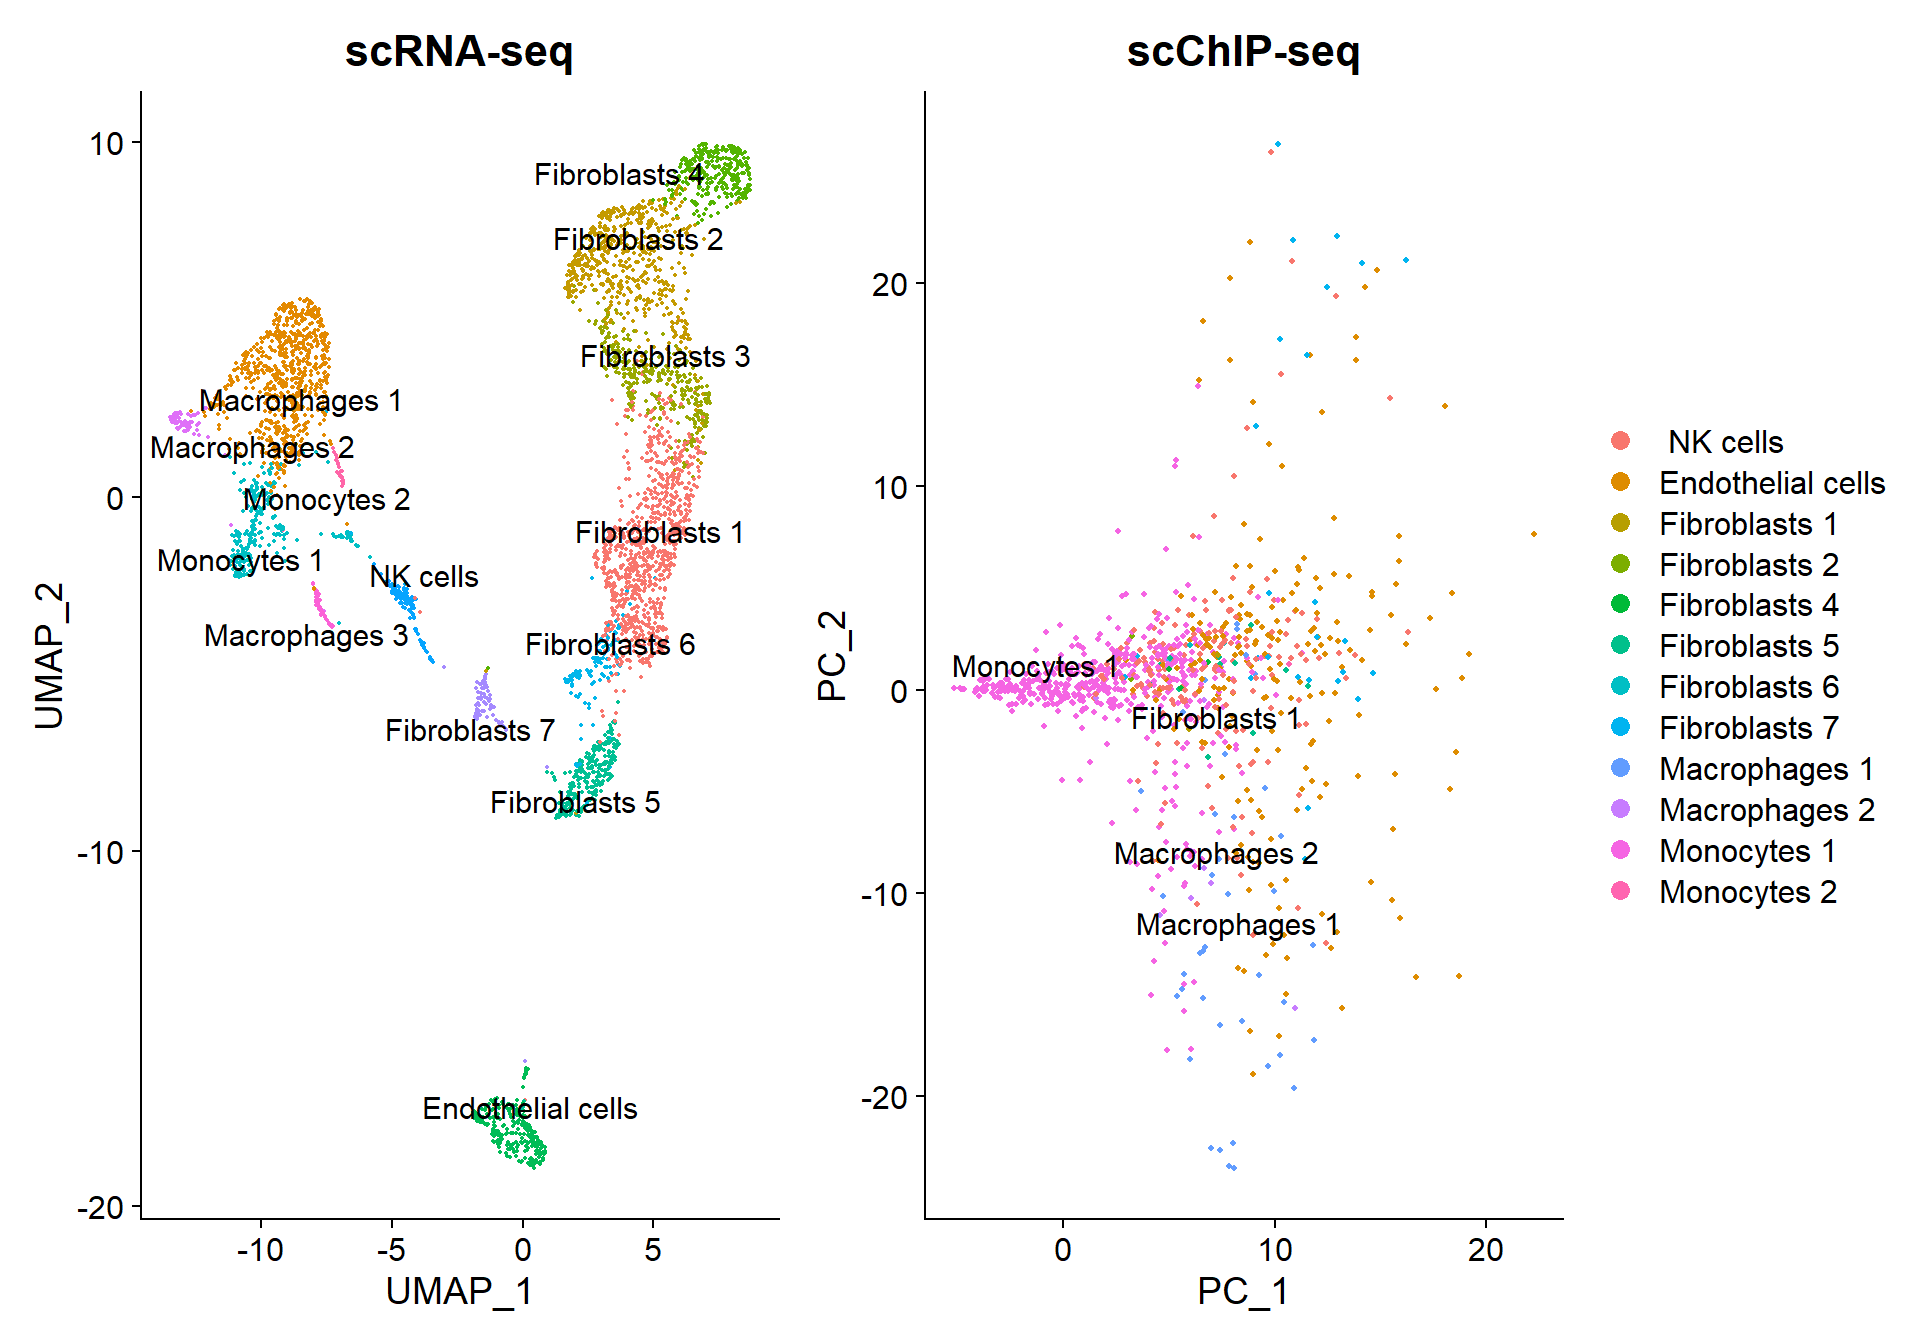 scRNA-seq
10
0
-10
-20
UMAP_2
Fibroblasts 4
Fibroblasts 2
Fibroblasts 3
Macrophages 1
Macrophages 2
Monocytes 2
Fibroblasts 1
Monocytes 1
NK cells
Macrophages 3
Fibroblasts 6
Fibroblasts 7
Fibroblasts 5
Endothelial cells
-10
-5
0
5
UMAP_1
scChIP-seq
20
10
0
-10
-20
PC_2
Monocytes 1
Fibroblasts 1
Macrophages 2
Macrophages 1
0
10
20
PC_1
NK cells
Endothelial cells
Fibroblasts 1
Fibroblasts 2
Fibroblasts 4
Fibroblasts 5
Fibroblasts 6
Fibroblasts 7
Macrophages 1
Macrophages 2
Monocytes 1
Monocytes 2